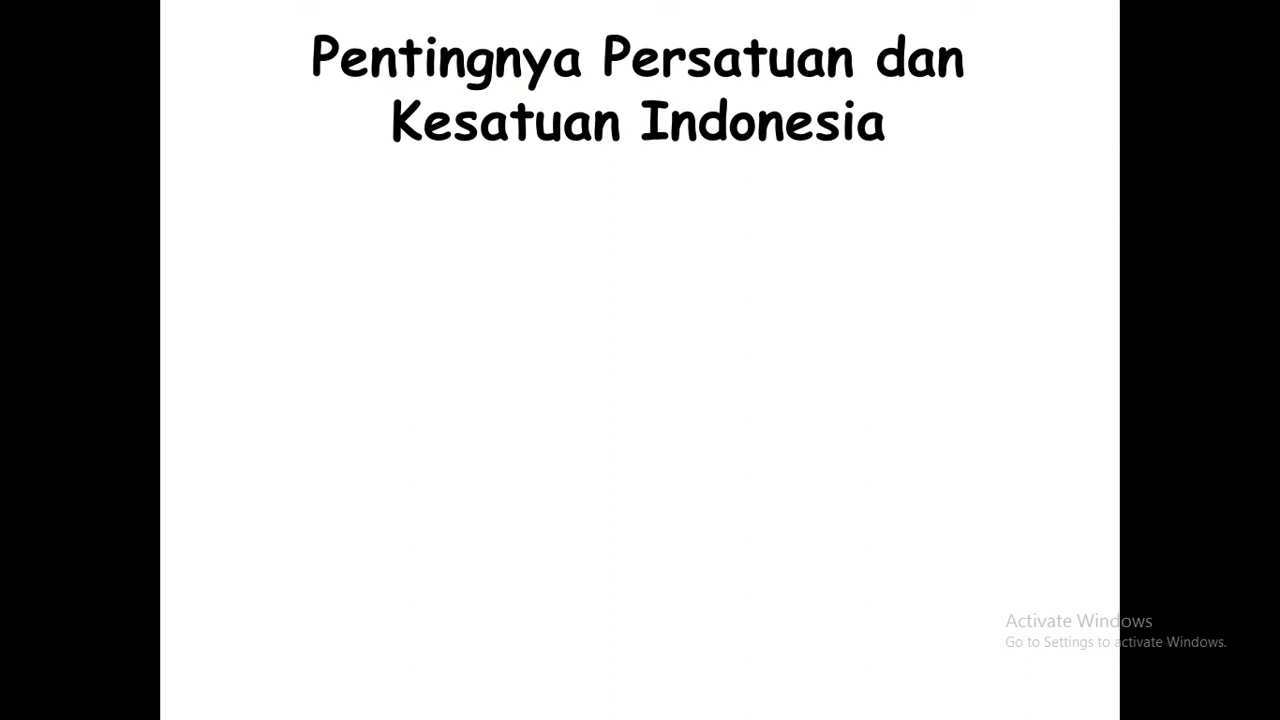 Pentingnya Persatuan dan
Kesatuan Indonesia
Activate Windows
Go to Settings to activate Windows.